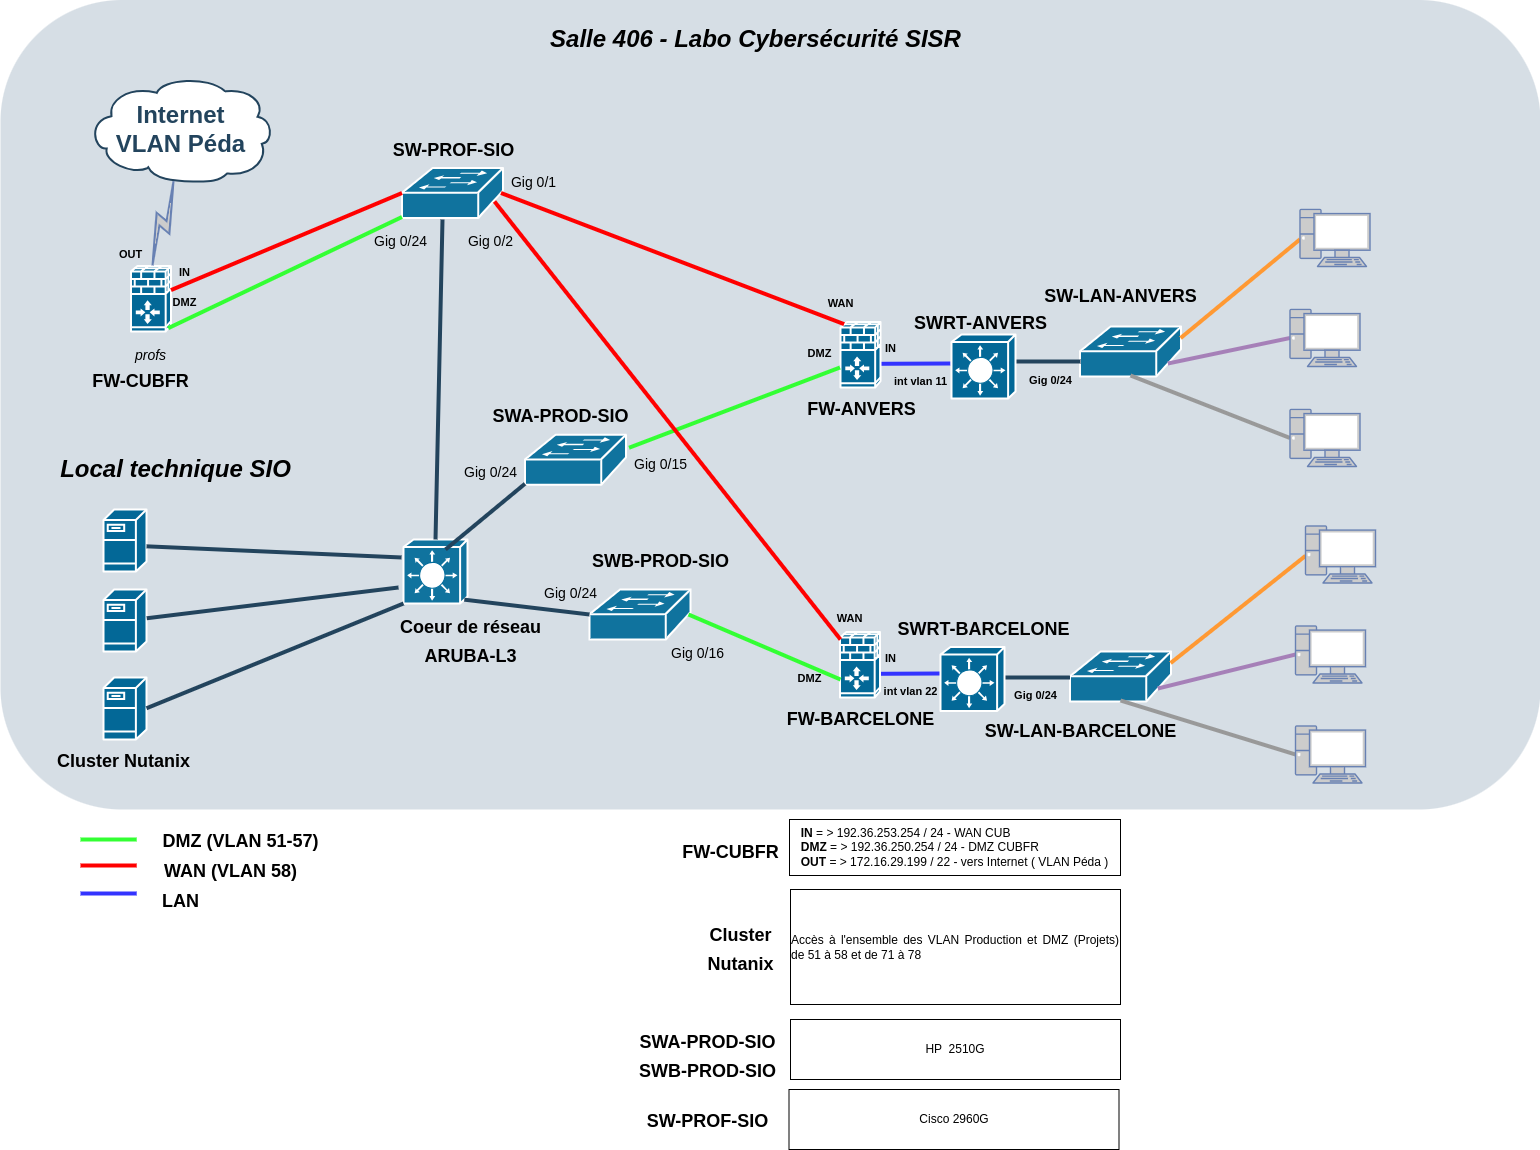 Salle 406 - Labo Cybersécurité SISR
Internet
VLAN Péda
SW-PROF-SIO
Gig 0/1
Gig 0/24
Gig 0/2
OUT
IN
DMZ
profs
FW-CUBFR
WAN
DMZ
IN
FW-ANVERS
SWRT-ANVERS
int vlan 11
Gig 0/24
SW-LAN-ANVERS
SWA-PROD-SIO
Gig 0/24
Gig 0/15
Local technique SIO
SWB-PROD-SIO
Gig 0/24
Gig 0/16
Coeur de réseau
ARUBA-L3
WAN
IN
DMZ
FW-BARCELONE
SWRT-BARCELONE
int vlan 22
Gig 0/24
SW-LAN-BARCELONE
Cluster Nutanix
DMZ (VLAN 51-57)
WAN (VLAN 58)
LAN
FW-CUBFR
IN = > 192.36.253.254 / 24 - WAN CUB
DMZ = > 192.36.250.254 / 24 - DMZ CUBFR
OUT = > 172.16.29.199 / 22 - vers Internet ( VLAN Péda )
Cluster
Nutanix
Accès à l'ensemble des VLAN Production et DMZ (Projets)
de 51 à 58 et de 71 à 78
SWA-PROD-SIO
SWB-PROD-SIO
HP 2510G
SW-PROF-SIO
Cisco 2960G